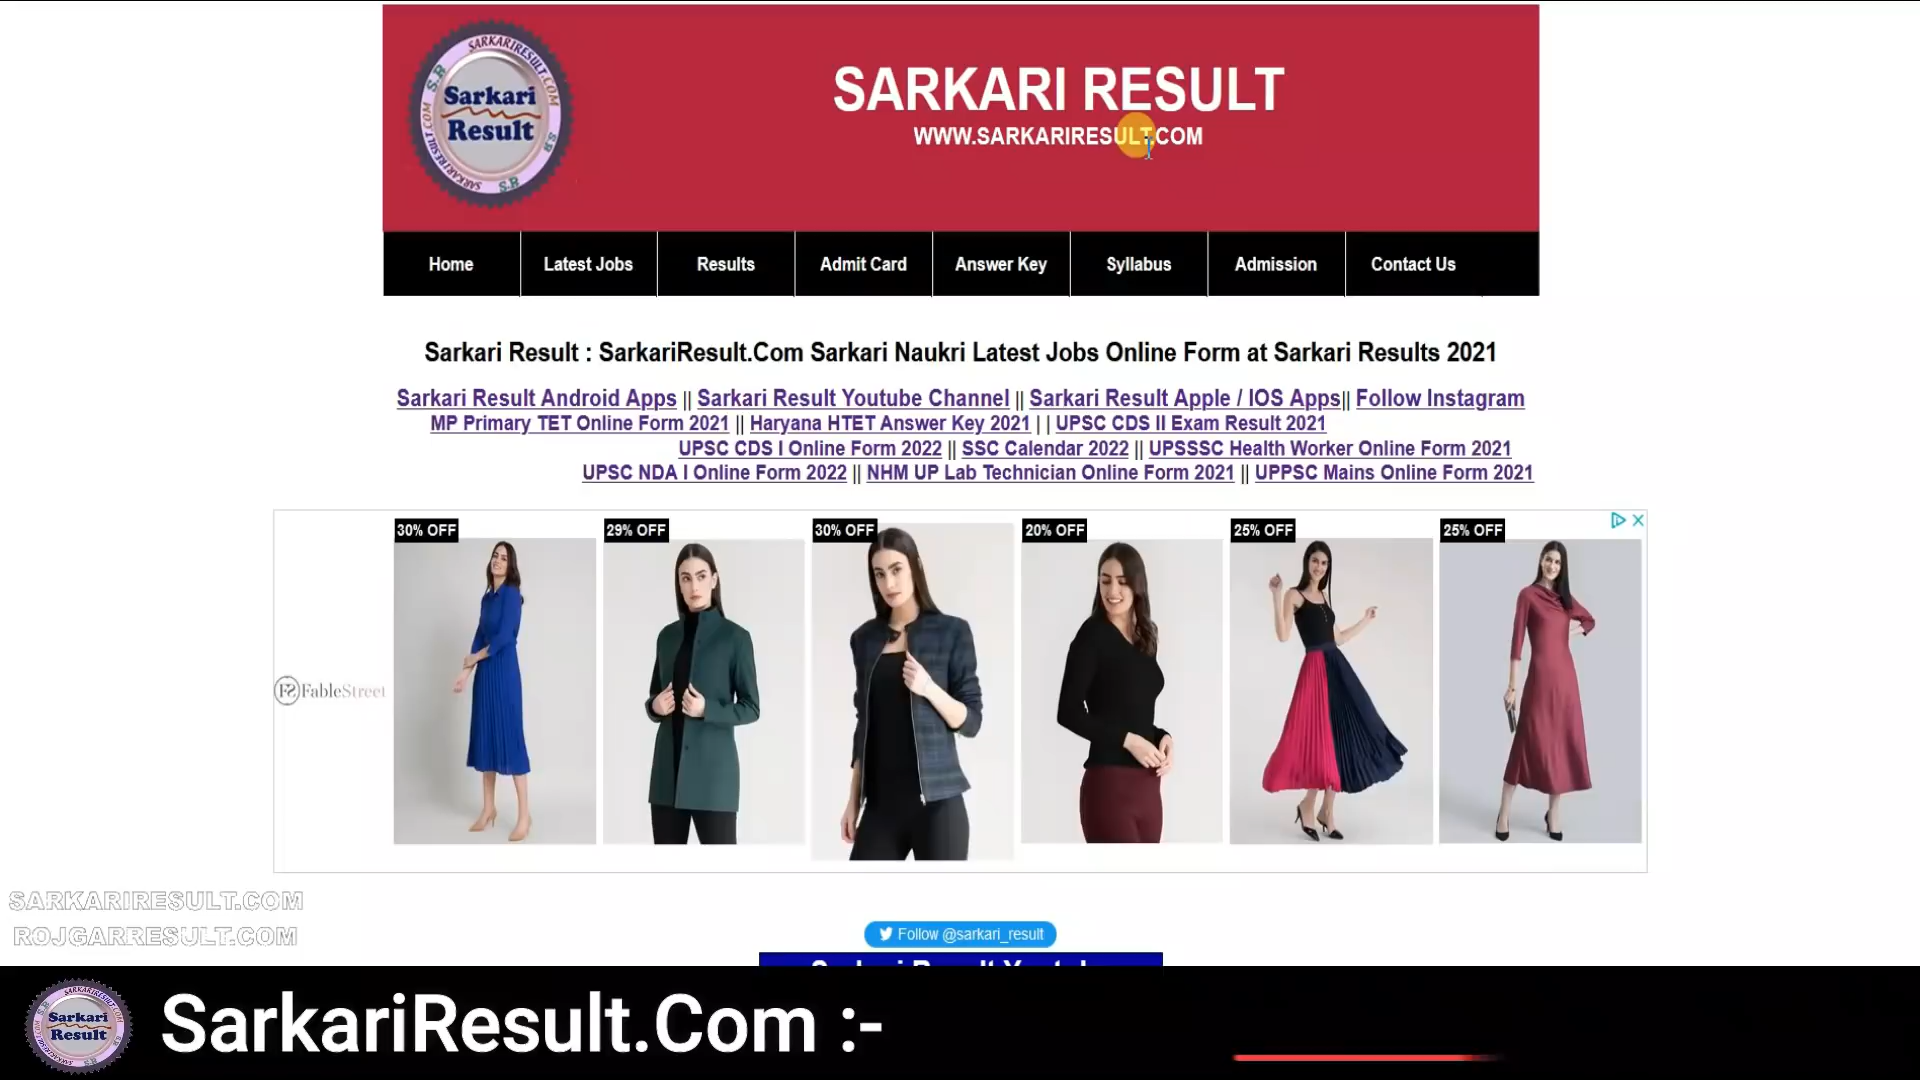 SARKARIRESULT.COM
S.R
Sarkari
Result
SARKARI RESULT
WWW.SARKARIRESULT.COM
Home
Latest Jobs
Results
Admit Card
Answer Key
Syllabus
Admission
Contact Us
Sarkari Result : SarkariResult.Com Sarkari Naukri Latest Jobs Online Form at Sarkari Results 2021
Sarkari Result Android Apps || Sarkari Result Youtube Channel || Sarkari Result Apple / IOS Apps|| Follow Instagram
MP Primary TET Online Form 2021 || Haryana HTET Answer Key 2021 | | UPSC CDS II Exam Result 2021
UPSC CDS I Online Form 2022 || SSC Calendar 2022 || UPSSSC Health Worker Online Form 2021
UPSC NDA I Online Form 2022 || NHM UP Lab Technician Online Form 2021 || UPPSC Mains Online Form 2021
30% OFF
29% OFF
30% OFF
20% OFF
25% OFF
25% OFF
FableStreet
SARKARIRESULT.COM
ROJGARRESULT.COM
Follow @sarkari_result
Sarkari
Result
SarkariResult.Com :-